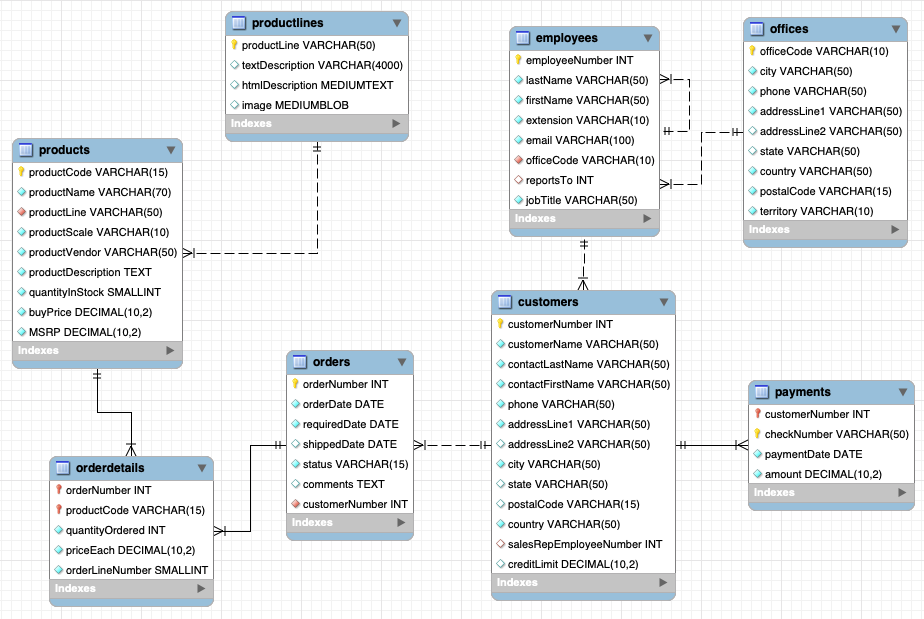 productlines
productLine VARCHAR(50)
textDescription VARCHAR(4000)
htmlDescription MEDIUMTEXT
image MEDIUMBLOB
Indexes
employees
employeeNumber INT
lastName VARCHAR(50)
firstName VARCHAR(50)
extension VARCHAR(10)
email VARCHAR(100)
officeCode VARCHAR(10)
reportsTo INT
jobTitle VARCHAR(50)
Indexes
offices
officeCode VARCHAR(10)
city VARCHAR(50)
phone VARCHAR(50)
addressLine1 VARCHAR(50)
addressLine2 VARCHAR(50)
state VARCHAR(50)
country VARCHAR(50)
postalCode VARCHAR(15)
territory VARCHAR(10)
Indexes
products
productCode VARCHAR(15)
productName VARCHAR(70)
productLine VARCHAR(50)
productScale VARCHAR(10)
productVendor VARCHAR(50)
productDescription TEXT
quantityInStock SMALLINT
buyPrice DECIMAL(10,2)
MSRP DECIMAL(10,2)
Indexes
customers
customerNumber INT
customerName VARCHAR(50)
contactLastName VARCHAR(50)
contactFirstName VARCHAR(50)
phone VARCHAR(50)
addressLine1 VARCHAR(50)
addressLine2 VARCHAR(50)
city VARCHAR(50)
state VARCHAR(50)
postalCode VARCHAR(15)
country VARCHAR(50)
salesRepEmployeeNumber INT
creditLimit DECIMAL(10,2)
Indexes
orders
orderNumber INT
orderDate DATE
requiredDate DATE
shippedDate DATE
status VARCHAR(15)
comments TEXT
customerNumber INT
Indexes
payments
customerNumber INT
checkNumber VARCHAR(50)
paymentDate DATE
amount DECIMAL(10,2)
Indexes
orderdetails
orderNumber INT
productCode VARCHAR(15)
quantityOrdered INT
priceEach DECIMAL(10,2)
orderLineNumber SMALLINT
Indexes